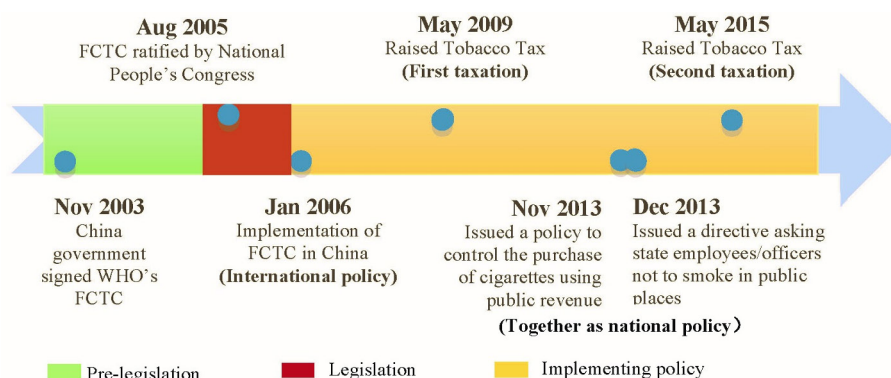 Aug 2005
FCTC ratified by National
People's Congress
May 2009
Raised Tobacco Tax
(First taxation)
May 2015
Raised Tobacco Tax
(Second taxation)
Nov 2003
China
government
signed WHO's
FCTC
Jan 2006
Implementation of
FCTC in China
(International policy)
Nov 2013
Issued a policy to
control the purchase
of cigarettes using
public revenue
Dec 2013
Issued a directive asking
state employees/officers
not to smoke in public
places
(Together as national policy）
Pre-legislation
Legislation
Implementing policy